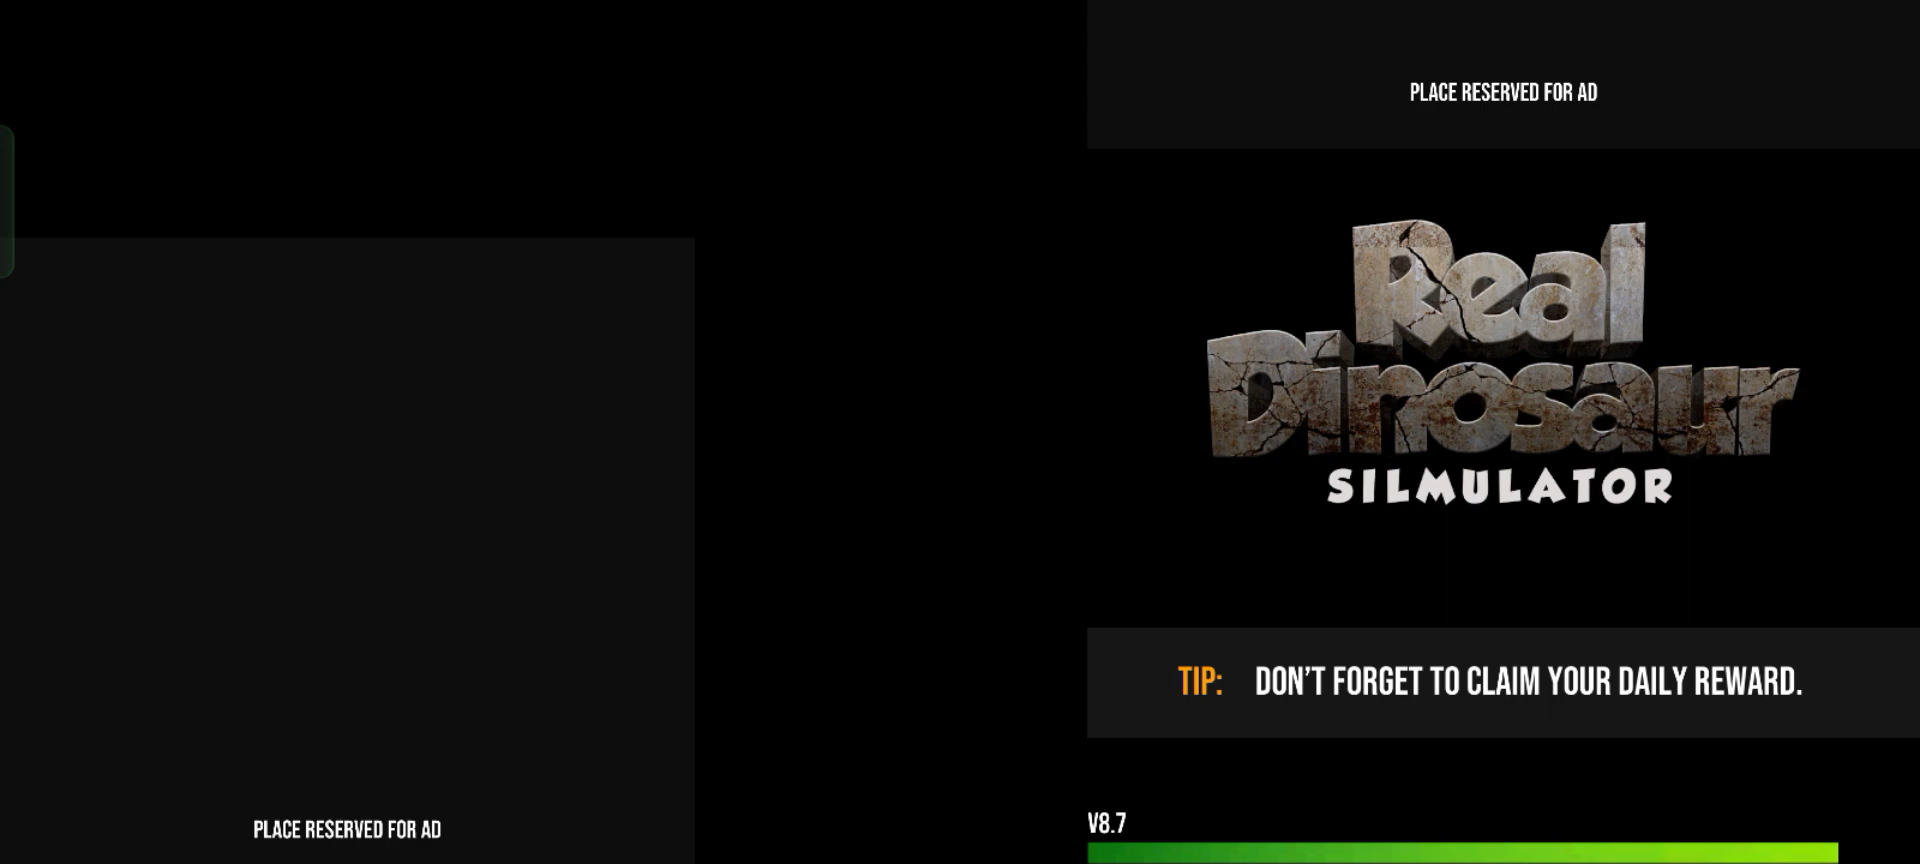 PLACE RESERVED FOR AD
Real
Dinosaur
SILMULATOR
TIP: DON'T FORGET TO CLAIM YOUR DAILY REWARD.
V8.7
PLACE RESERVED FOR AD